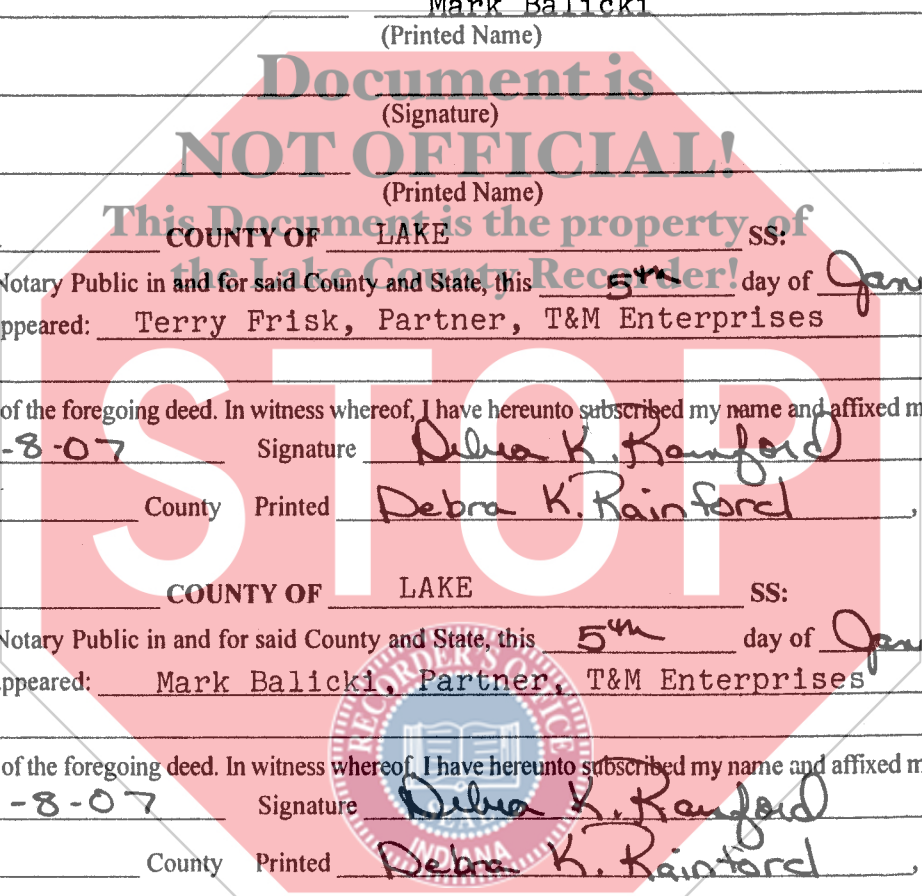 Mark Balicki
(Printed Name)
Document is
(Signature)
NOT OFFICIAL!
(Printed Name)
This Document is the property of
COUNTY OF LAKE SS:
the Lake County Recorder!
Notary Public in and for said County and State, this 5th day of Jan
ppeared: Terry Frisk, Partner, T&M Enterprises
STOP
of the foregoing deed. In witness whereof, I have hereunto subscribed my name and affixed m
-8-07 Signature Debra K. Rainford
County Printed Debra K. Rainford,
COUNTY OF LAKE SS:
Notary Public in and for said County and State, this 5th day of Jan
ppeared: Mark Balicki, Partner, T&M Enterprises
RECORDER'S OFFICE
of the foregoing deed. In witness whereof, I have hereunto subscribed my name and affixed m
-8-07 Signature Debra K. Rainford
INDIANA
County Printed Debra K. Rainford,